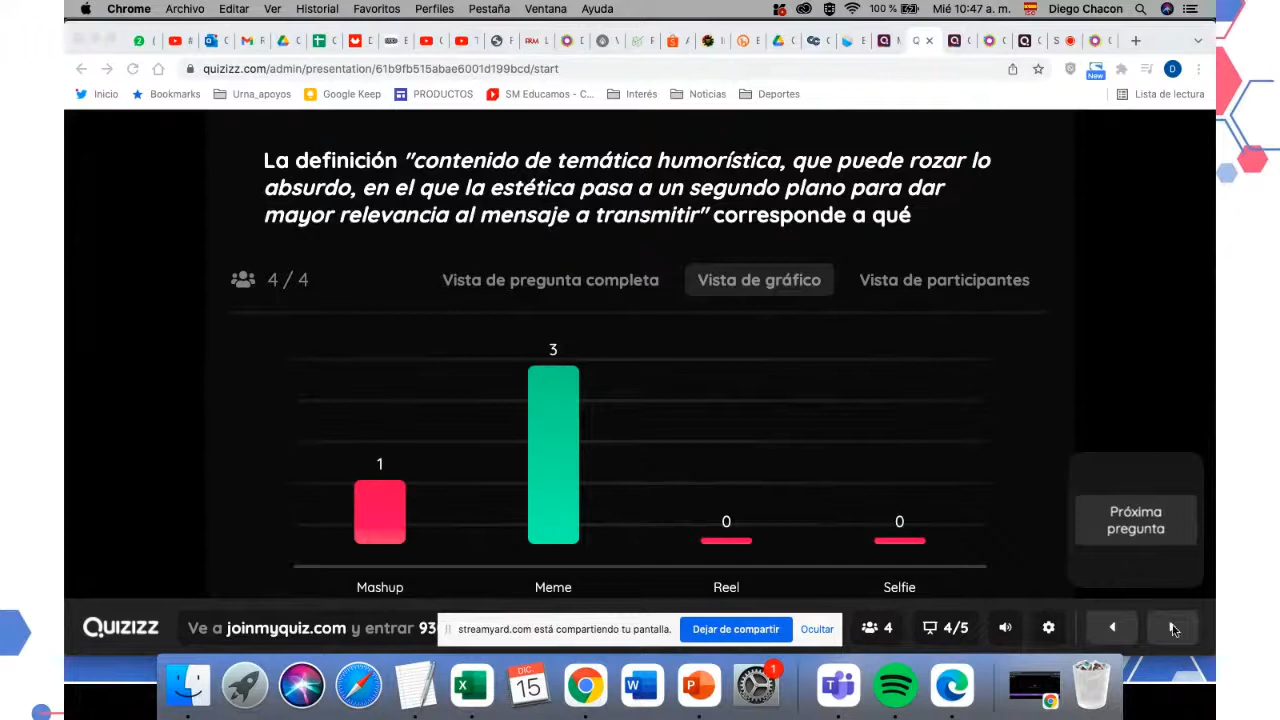 Chrome Archivo Editar Ver Historial Favoritos Perfiles Pestaña Ventana Ayuda 100 % Mié 10:47 a. m. Diego Chacon
quizizz.com/admin/presentation/61b9fb515abae6001d199bcd/start
New
D
Inicio Bookmarks Urna_apoyos Google Keep PRODUCTOS SM Educamos - C... Interés Noticias Deportes Lista de lectura
La definición "contenido de temática humorística, que puede rozar lo
absurdo, en el que la estética pasa a un segundo plano para dar
mayor relevancia al mensaje a transmitir" corresponde a qué
4 / 4 Vista de pregunta completa Vista de gráfico Vista de participantes
3
1
0 0
Mashup Meme Reel Selfie
Próxima
pregunta
QUIZIZZ Ve a joinmyquiz.com y entrar 93 streamyard.com está compartiendo tu pantalla. Dejar de compartir Ocultar 4 4/5
DIC
15
1